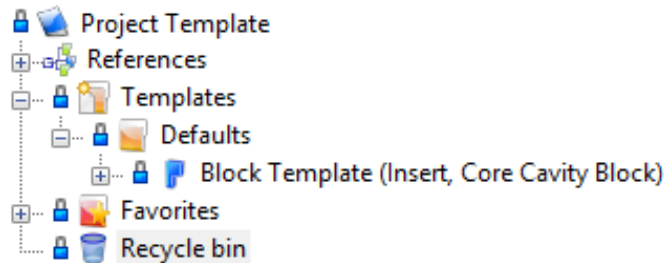 Project Template
References
Templates
Defaults
Block Template (Insert, Core Cavity Block)
Favorites
Recycle bin